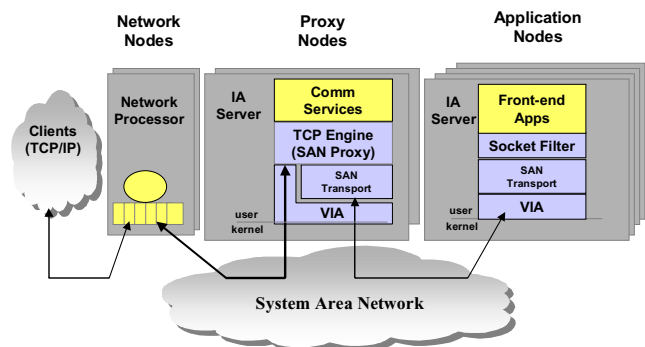 Network
Nodes
Proxy
Nodes
Application
Nodes
Clients
(TCP/IP)
Network
Processor
IA
Server
Comm
Services
TCP Engine
(SAN Proxy)
SAN
Transport
VIA
user
kernel
IA
Server
Front-end
Apps
Socket Filter
SAN
Transport
VIA
user
kernel
System Area Network